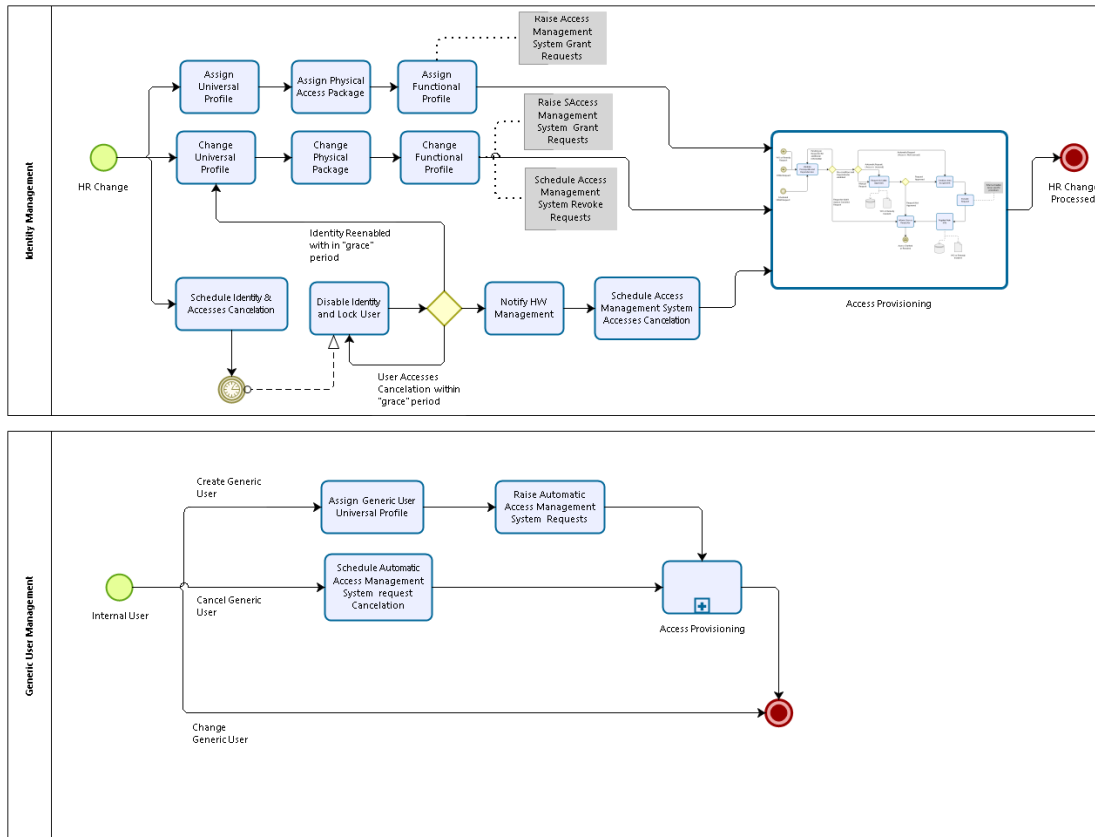 Identity Management
Raise Access
Management
System Grant
Requests
Assign
Universal
Profile
Assign Physical
Access Package
Assign
Functional
Profile
Raise SAccess
Management
System Grant
Requests
Change
Universal
Profile
Change
Physical
Package
Change
Functional
Profile
HR Change
Schedule Access
Management
System Revoke
Requests
HR Change
Processed
Identity Reenabled
with in "grace"
period
Schedule Identity &
Accesses Cancelation
Disable Identity
and Lock User
Notify HW
Management
Schedule Access
Management System
Accesses Cancelation
Access Provisioning
User Accesses
Cancelation within
"grace" period
Generic User Management
Create Generic
User
Assign Generic User
Universal Profile
Raise Automatic
Access Management
System Requests
Internal User
Cancel Generic
User
Schedule Automatic
Access Management
System request
Cancelation
Access Provisioning
Change
Generic User